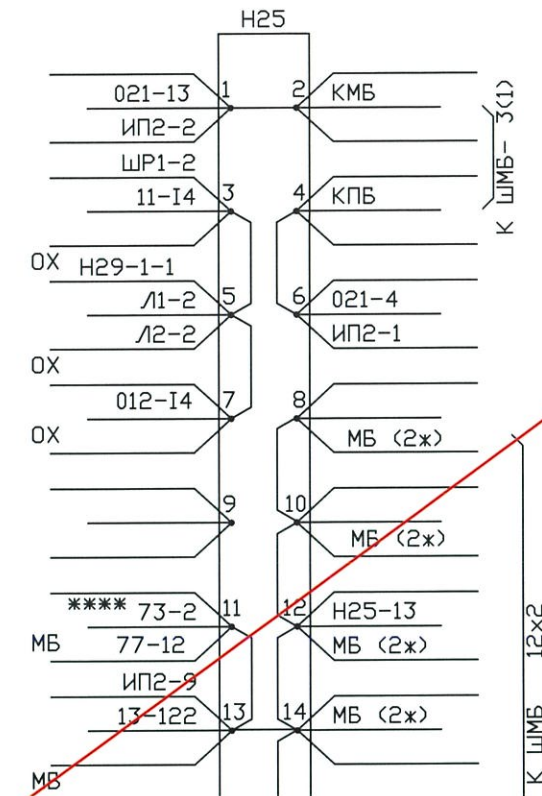 Н25
1 2 КМБ
021-13
ИП2-2
ШР1-2
3 4 КПБ
11-I4
К ШМБ- 3(1)
ОХ Н29-1-1
Л1-2 5 6 021-4
Л2-2 ИП2-1
ОХ
012-I4 7 8
МБ (2ж)
ОХ
9 10
МБ (2ж)
**** 73-2 11 12 Н25-13
МБ 77-12 МБ (2ж)
ИП2-9
13-122 13 14 МБ (2ж)
МБ
К ШМБ 12x2